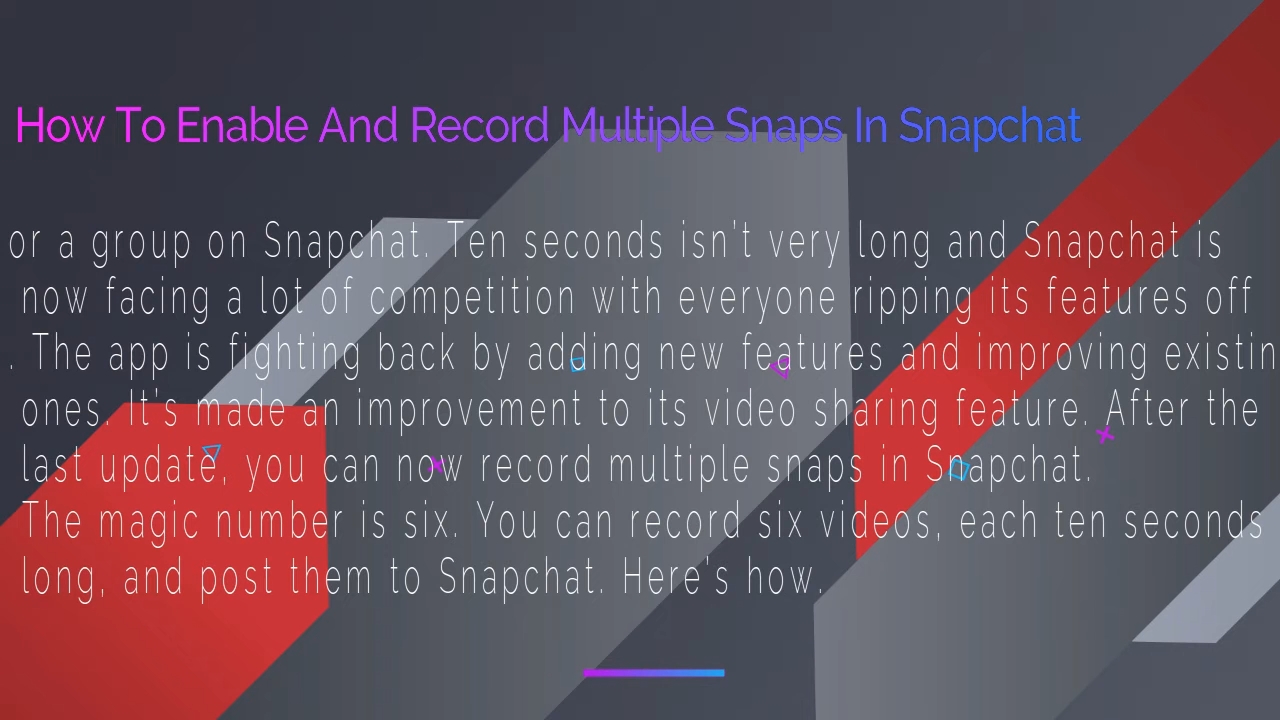 How To Enable And Record Multiple Snaps In Snapchat
or a group on Snapchat. Ten seconds isn't very long and Snapchat is
now facing a lot of competition with everyone ripping its features off
. The app is fighting back by adding new features and improving existin
ones. It's made an improvement to its video sharing feature. After the
last update, you can now record multiple snaps in Snapchat.
The magic number is six. You can record six videos, each ten seconds
long, and post them to Snapchat. Here's how.